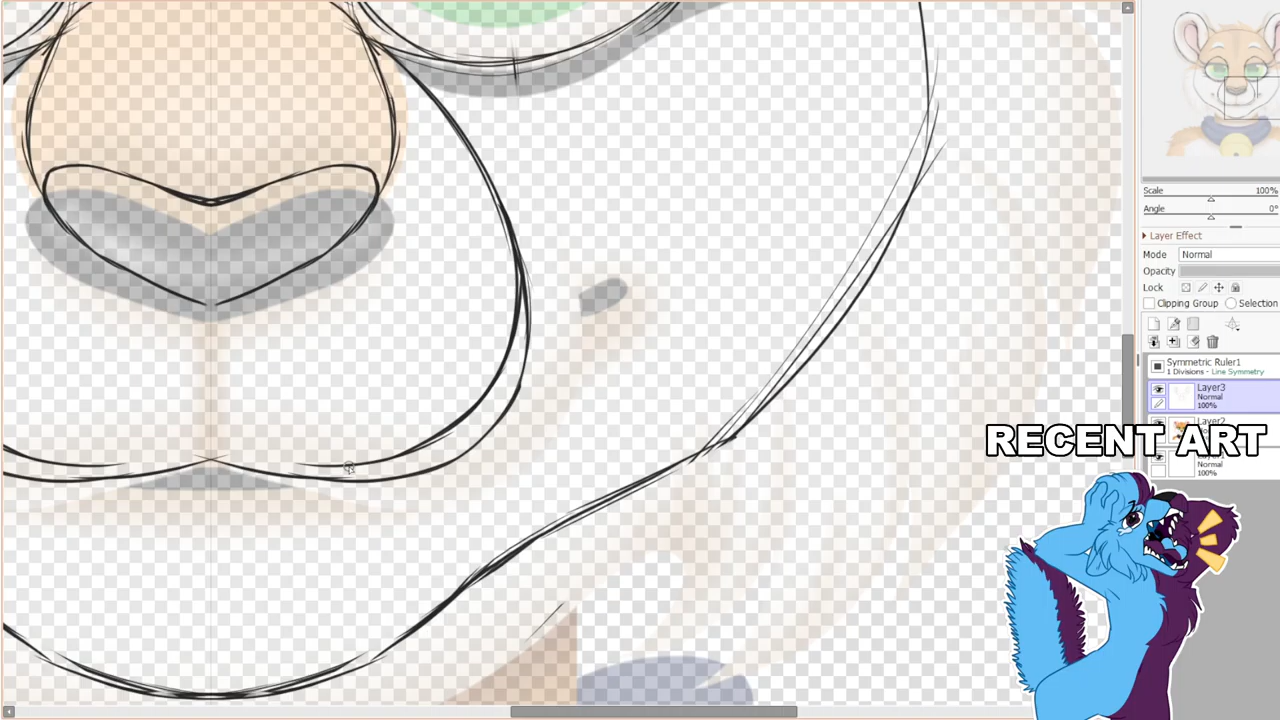 Scale 100%
Angle 0°
Layer Effect
Mode Normal
Opacity
Lock
Clipping Group Selection
Symmetric Ruler1
1 Divisions - Line Symmetry
Layer3
Normal
100%
Layer2
RECENT ART
Normal
100%